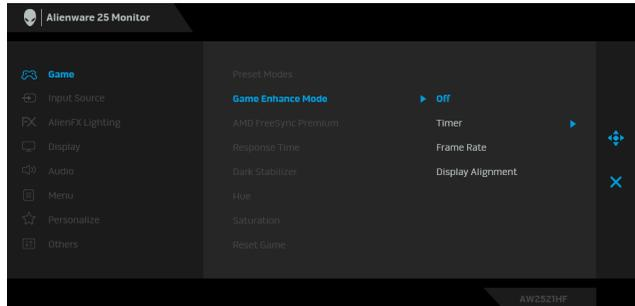 Alienware 25 Monitor
Game
Input Source
AlienFX Lighting
Display
Audio
Menu
Personalize
Others
Preset Modes
Game Enhance Mode
AMD FreeSync Premium
Response Time
Dark Stabilizer
Hue
Saturation
Reset Game
Off
Timer
Frame Rate
Display Alignment
AW2521HF